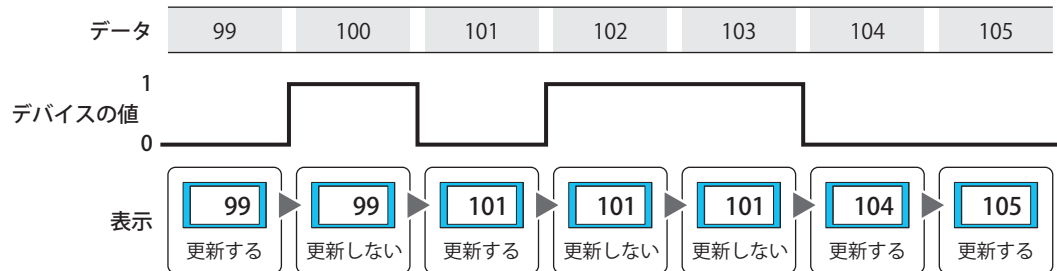 データ 99 100 101 102 103 104 105
1
デバイスの値
0
表示
99 99 101 101 101 104 105
更新する 更新しない 更新する 更新しない 更新しない 更新する 更新する